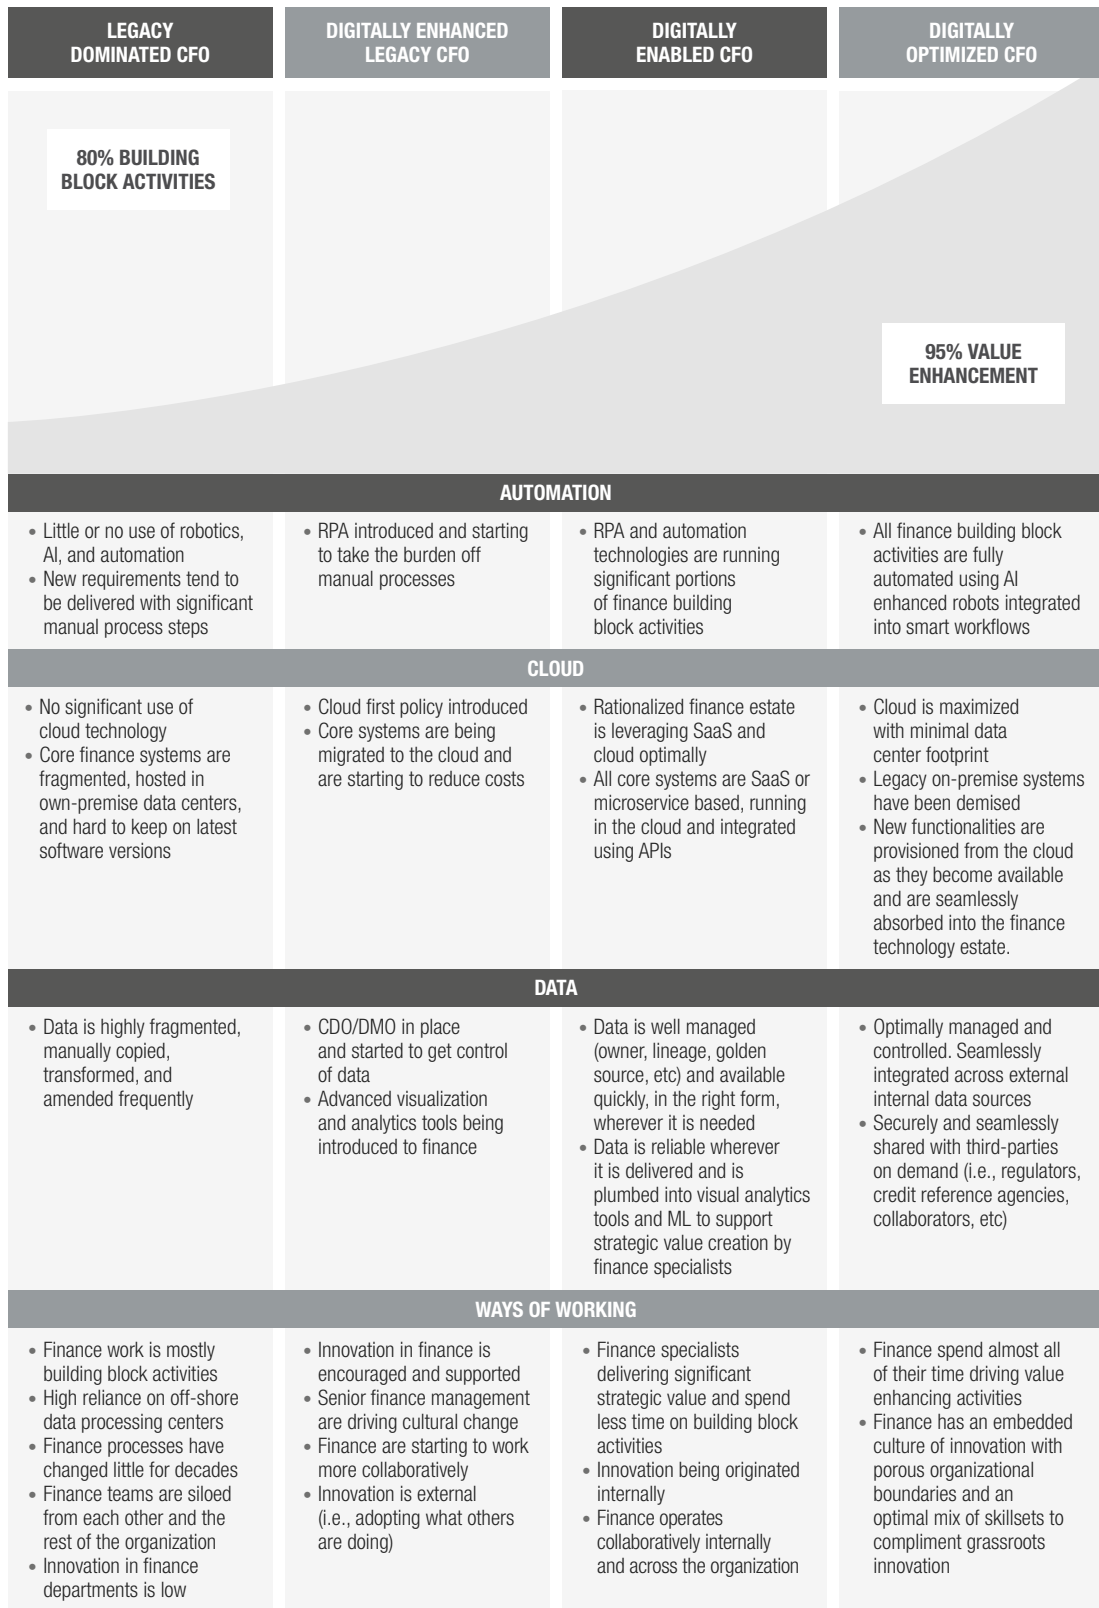 LEGACY
DOMINATED CFO
DIGITALLY ENHANCED
LEGACY CFO
DIGITALLY
ENABLED CFO
DIGITALLY
OPTIMIZED CFO
80% BUILDING
BLOCK ACTIVITIES
95% VALUE
ENHANCEMENT
AUTOMATION
• Little or no use of robotics,
AI, and automation
• New requirements tend to
be delivered with significant
manual process steps
• RPA introduced and starting
to take the burden off
manual processes
• RPA and automation
technologies are running
significant portions
of finance building
block activities
• All finance building block
activities are fully
automated using AI
enhanced robots integrated
into smart workflows
CLOUD
• No significant use of
cloud technology
• Core finance systems are
fragmented, hosted in
own-premise data centers,
and hard to keep on latest
software versions
• Cloud first policy introduced
• Core systems are being
migrated to the cloud and
are starting to reduce costs
• Rationalized finance estate
is leveraging SaaS and
cloud optimally
• All core systems are SaaS or
microservice based, running
in the cloud and integrated
using APIs
• Cloud is maximized
with minimal data
center footprint
• Legacy on-premise systems
have been demised
• New functionalities are
provisioned from the cloud
as they become available
and are seamlessly
absorbed into the finance
technology estate.
DATA
• Data is highly fragmented,
manually copied,
transformed, and
amended frequently
• CDO/DMO in place
and started to get control
of data
• Advanced visualization
and analytics tools being
introduced to finance
• Data is well managed
(owner, lineage, golden
source, etc) and available
quickly, in the right form,
wherever it is needed
• Data is reliable wherever
it is delivered and is
plumbed into visual analytics
tools and ML to support
strategic value creation by
finance specialists
• Optimally managed and
controlled. Seamlessly
integrated across external
internal data sources
• Securely and seamlessly
shared with third-parties
on demand (i.e., regulators,
credit reference agencies,
collaborators, etc)
WAYS OF WORKING
• Finance work is mostly
building block activities
• High reliance on off-shore
data processing centers
• Finance processes have
changed little for decades
• Finance teams are siloed
from each other and the
rest of the organization
• Innovation in finance
departments is low
• Innovation in finance is
encouraged and supported
• Senior finance management
are driving cultural change
• Finance are starting to work
more collaboratively
• Innovation is external
(i.e., adopting what others
are doing)
• Finance specialists
delivering significant
strategic value and spend
less time on building block
activities
• Innovation being originated
internally
• Finance operates
collaboratively internally
and across the organization
• Finance spend almost all
of their time driving value
enhancing activities
• Finance has an embedded
culture of innovation with
porous organizational
boundaries and an
optimal mix of skillsets to
compliment grassroots
innovation